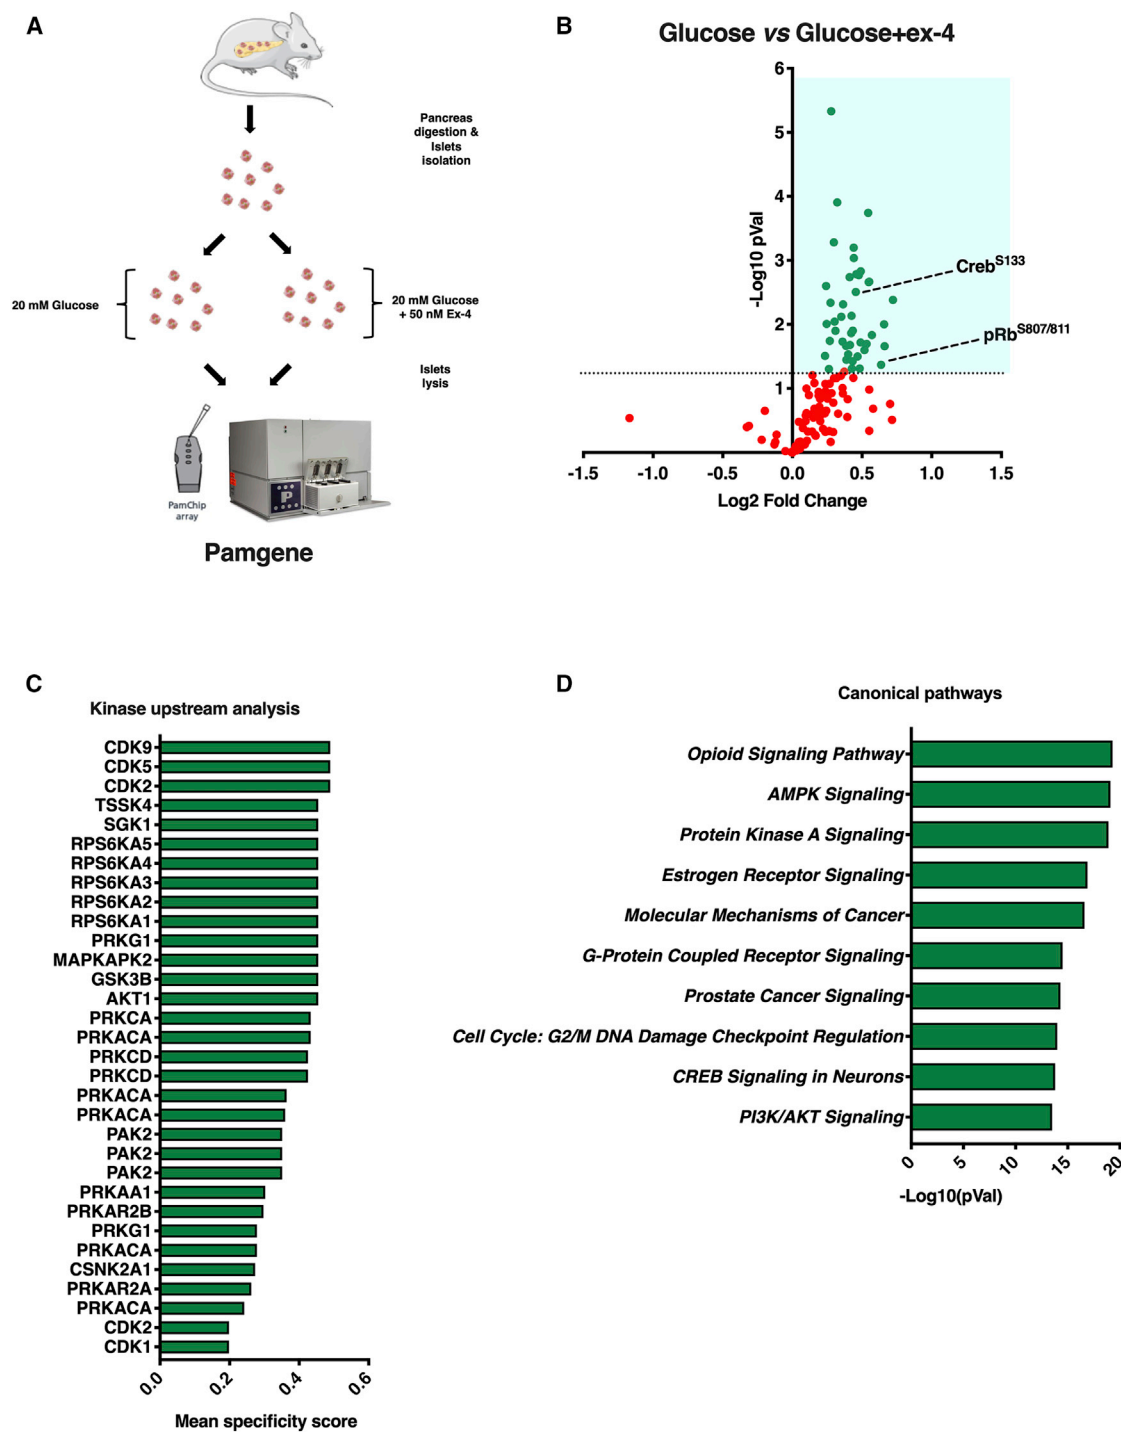 A
Pancreas
digestion &
Islets
isolation
20 mM Glucose
20 mM Glucose
+ 50 nM Ex-4
Islets
lysis
PamChip
array
P
Pamgene
B
Glucose vs Glucose+ex-4
6
5
4
3
2
1
-Log10 pVal
CrebS133
pRbS807/811
-1.5
-1.0
-0.5
0.0
0.5
1.0
1.5
Log2 Fold Change
C
Kinase upstream analysis
CDK9
CDK5
CDK2
TSSK4
SGK1
RPS6KA5
RPS6KA4
RPS6KA3
RPS6KA2
RPS6KA1
PRKG1
MAPKAPK2
GSK3B
AKT1
PRKCA
PRKACA
PRKCD
PRKCD
PRKACA
PRKACA
PAK2
PAK2
PAK2
PRKAA1
PRKAR2B
PRKG1
PRKACA
CSNK2A1
PRKAR2A
PRKACA
CDK2
CDK1
0.0
0.2
0.4
0.6
Mean specificity score
D
Canonical pathways
Opioid Signaling Pathway
AMPK Signaling
Protein Kinase A Signaling
Estrogen Receptor Signaling
Molecular Mechanisms of Cancer
G-Protein Coupled Receptor Signaling
Prostate Cancer Signaling
Cell Cycle: G2/M DNA Damage Checkpoint Regulation
CREB Signaling in Neurons
PI3K/AKT Signaling
0
5
10
15
20
-Log10(pVal)